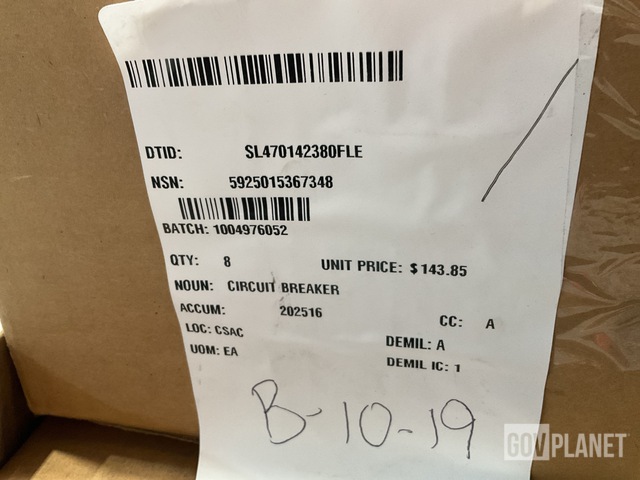 DTID: SL470142380FLE
NSN: 5925015367348
BATCH: 1004976052
QTY: 8 UNIT PRICE: $143.85
NOUN: CIRCUIT BREAKER
ACCUM: 202516 CC: A
LOC: CSAC DEMIL: A
UOM: EA DEMIL IC: 1
B-10-19
GOVPLANET